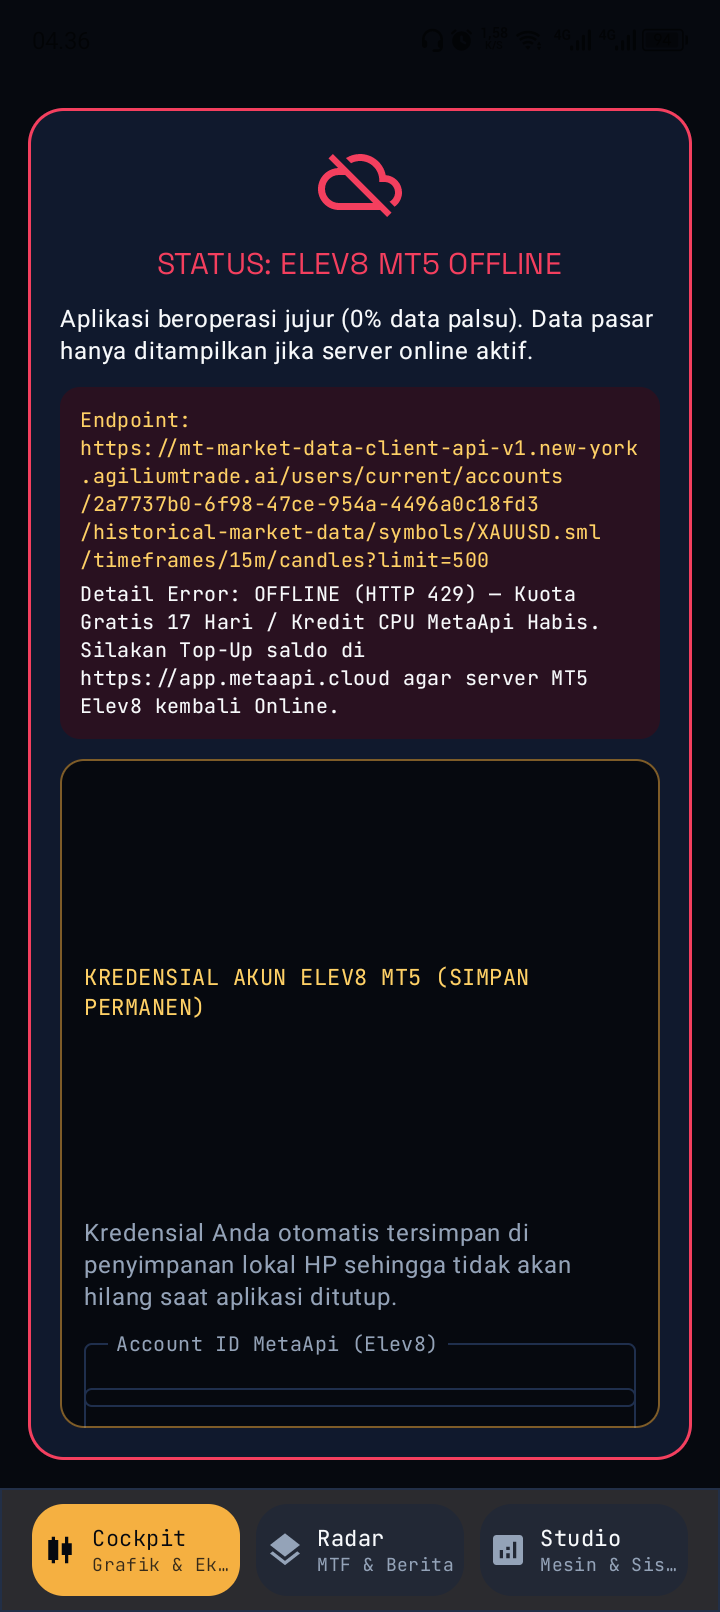 04:36
STATUS: ELEV8 MT5 OFFLINE
Aplikasi beroperasi jujur (0% data palsu). Data pasar
hanya ditampilkan jika server online aktif.
Endpoint:
https://mt-market-data-client-api-v1.new-york
.agiliumtrade.ai/users/current/accounts
/2a7737b0-6f98-47ce-954a-4496a0c18fd3
/historical-market-data/symbols/XAUUSD.sml
/timeframes/15m/candles?limit=500
Detail Error: OFFLINE (HTTP 429) — Kuota
Gratis 17 Hari / Kredit CPU MetaApi Habis.
Silakan Top-Up saldo di
https://app.metaapi.cloud agar server MT5
Elev8 kembali Online.
KREDENSIAL AKUN ELEV8 MT5 (SIMPAN
PERMANEN)
Kredensial Anda otomatis tersimpan di
penyimpanan lokal HP sehingga tidak akan
hilang saat aplikasi ditutup.
Account ID MetaApi (Elev8)
Cockpit
Grafik & Ek…
Radar
MTF & Berita
Studio
Mesin & Sis…